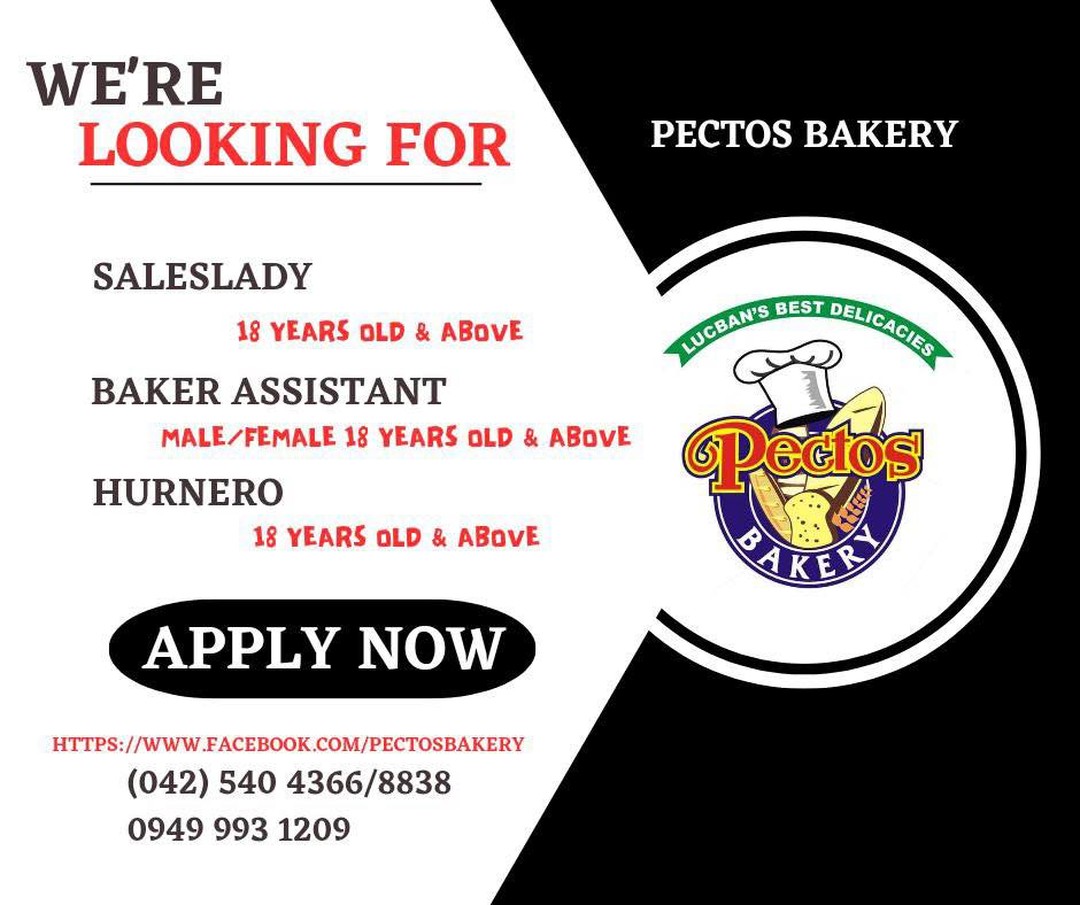 WE'RE
LOOKING FOR
SALESLADY
18 YEARS OLD & ABOVE
BAKER ASSISTANT
MALE/FEMALE 18 YEARS OLD & ABOVE
HURNERO
18 YEARS OLD & ABOVE
APPLY NOW
HTTPS://WWW.FACEBOOK.COM/PECTOSBAKERY
(042) 540 4366/8838
0949 993 1209
PECTOS BAKERY
LUCBAN'S BEST DELICACIES
Pectos
BAKERY